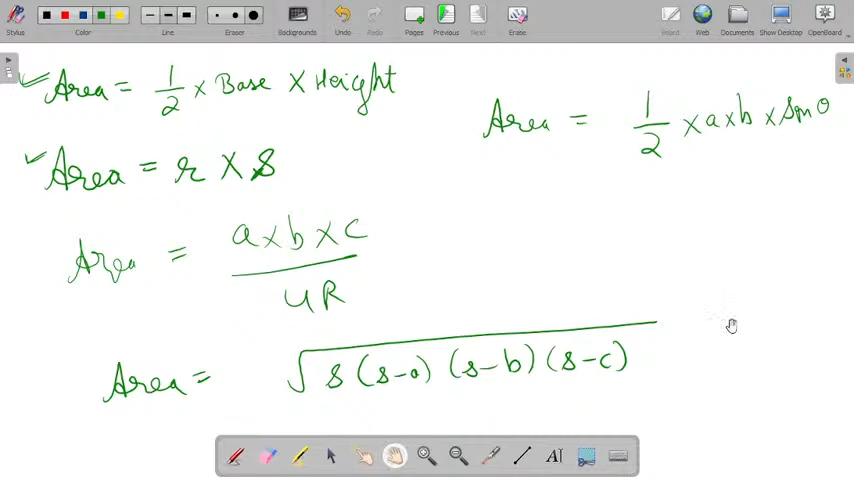 Stylus
Color
Line
Eraser
Backgrounds
Undo
Redo
Pages
Previous
Next
Erase
Board
Web
Documents
Show Desktop
OpenBoard
Area = 1/2 × Base × Height
Area = 1/2 × a × b × Sin θ
Area = r × s
Area = a × b × c / 4R
Area = √s (s-a) (s-b) (s-c)